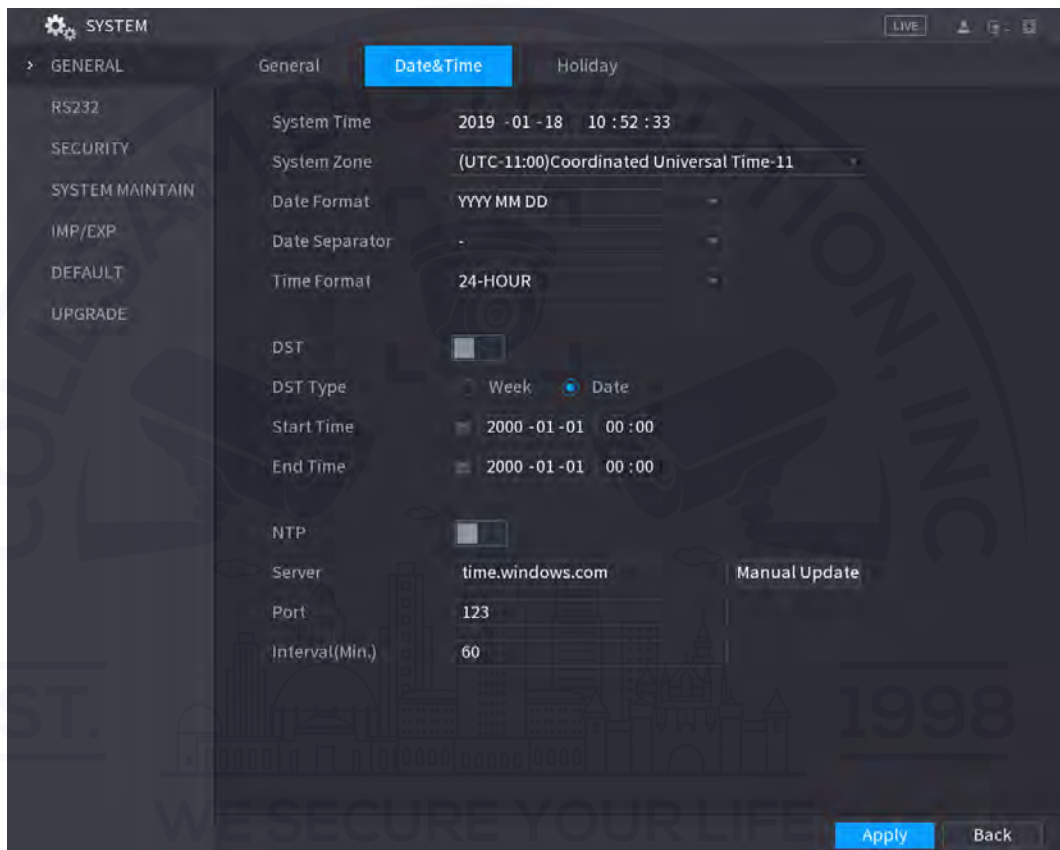 SYSTEM
LIVE
GENERAL
General Date&Time Holiday
RS232
SECURITY
SYSTEM MAINTAIN
IMP/EXP
DEFAULT
UPGRADE
System Time 2019 -01 -18 10 :52 :33
System Zone (UTC-11:00)Coordinated Universal Time-11
Date Format YYYY MM DD
Date Separator -
Time Format 24-HOUR
DST
DST Type Week Date
Start Time 2000 -01 -01 00 :00
End Time 2000 -01 -01 00 :00
NTP
Server time.windows.com Manual Update
Port 123
Interval(Min.) 60
Apply Back
COLLBAM DISTRIBUTION, INC
EST. 1998
WE SECURE YOUR LIFE